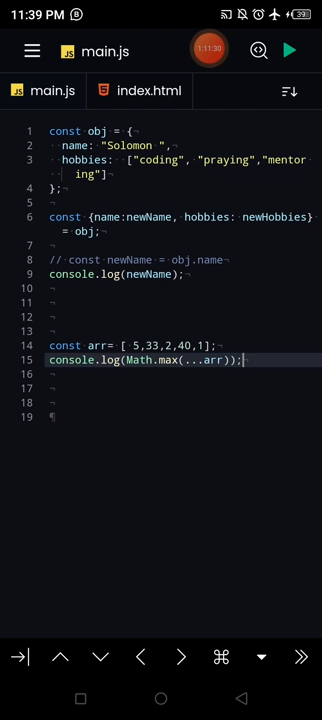 11:39 PM B 39
JS main.js 1:11:30
JS main.js index.html
1 const obj = {
2 name: "Solomon ",
3 hobbies: ["coding", "praying","mentor
ing"]
4 };
5
6 const {name:newName, hobbies: newHobbies}
= obj;
7
8 // const newName = obj.name
9 console.log(newName);
10
11
12
13
14 const arr= [ 5,33,2,40,1];
15 console.log(Math.max(...arr));
16
17
18
19